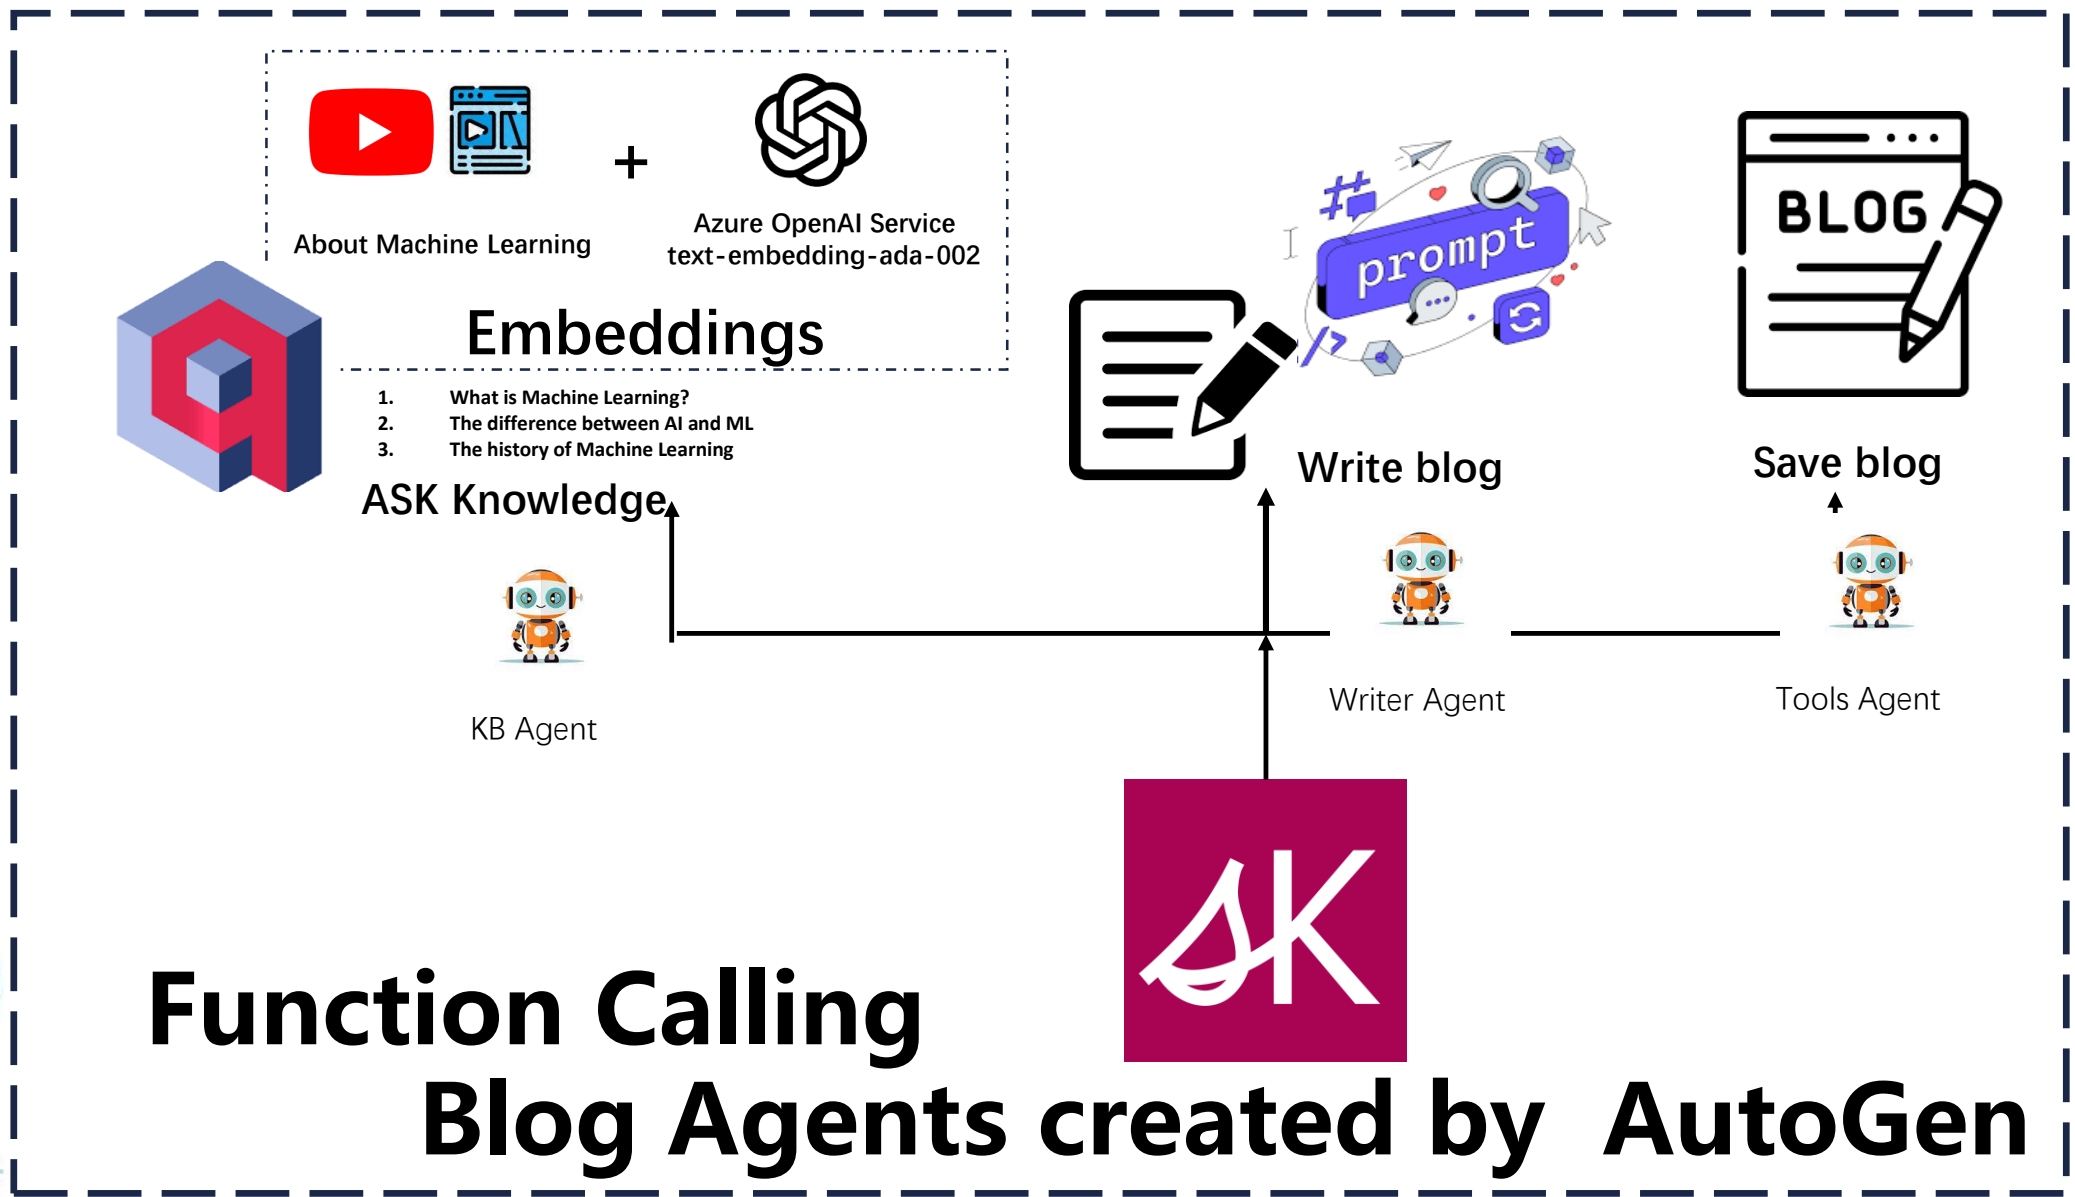 About Machine Learning
+
Azure OpenAI Service
text-embedding-ada-002
Embeddings
1. What is Machine Learning?
2. The difference between AI and ML
3. The history of Machine Learning
ASK Knowledge
KB Agent
prompt
</>
Write blog
Writer Agent
BLOG
Save blog
Tools Agent
sK
Function Calling
Blog Agents created by AutoGen